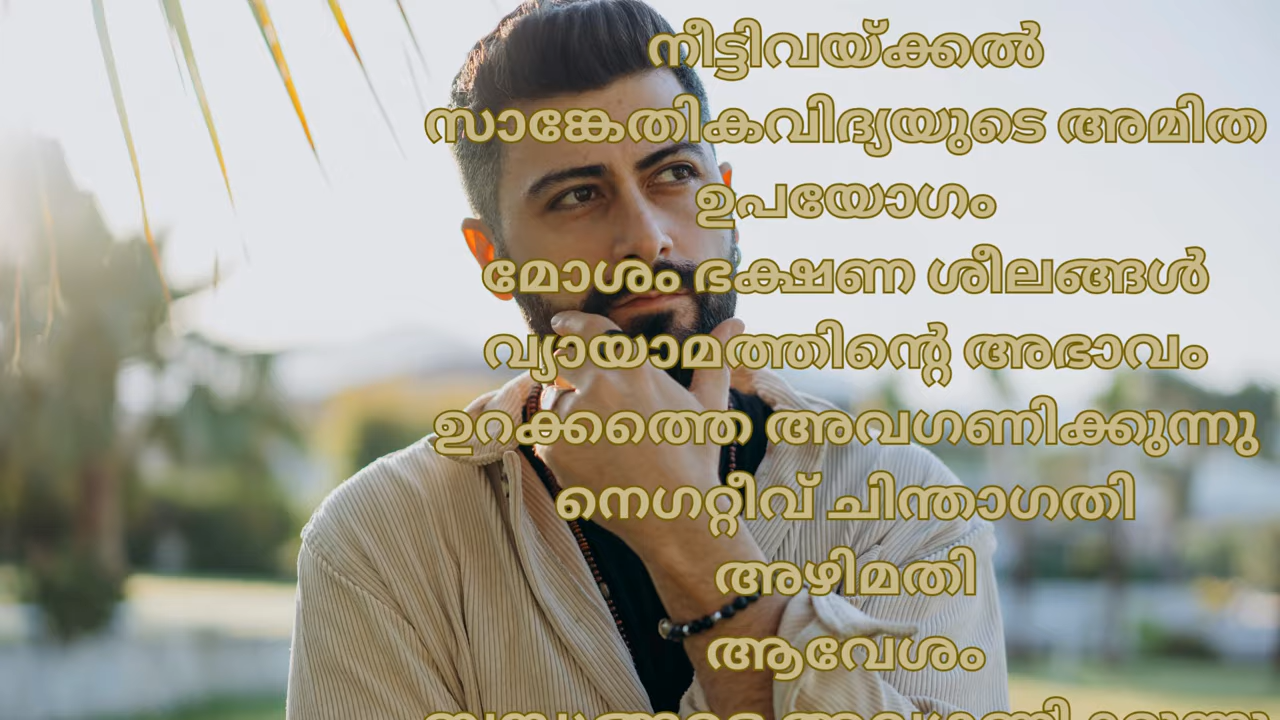 നീട്ടിവയ്ക്കൽ
സാങ്കേതികവിദ്യയുടെ അമിത
ഉപയോഗം
മോശം ഭക്ഷണ ശീലങ്ങൾ
വ്യായാമത്തിന്റെ അഭാവം
ഉറക്കത്തെ അവഗണിക്കുന്നു
നെഗറ്റീവ് ചിന്താഗതി
അഴിമതി
ആവേശം